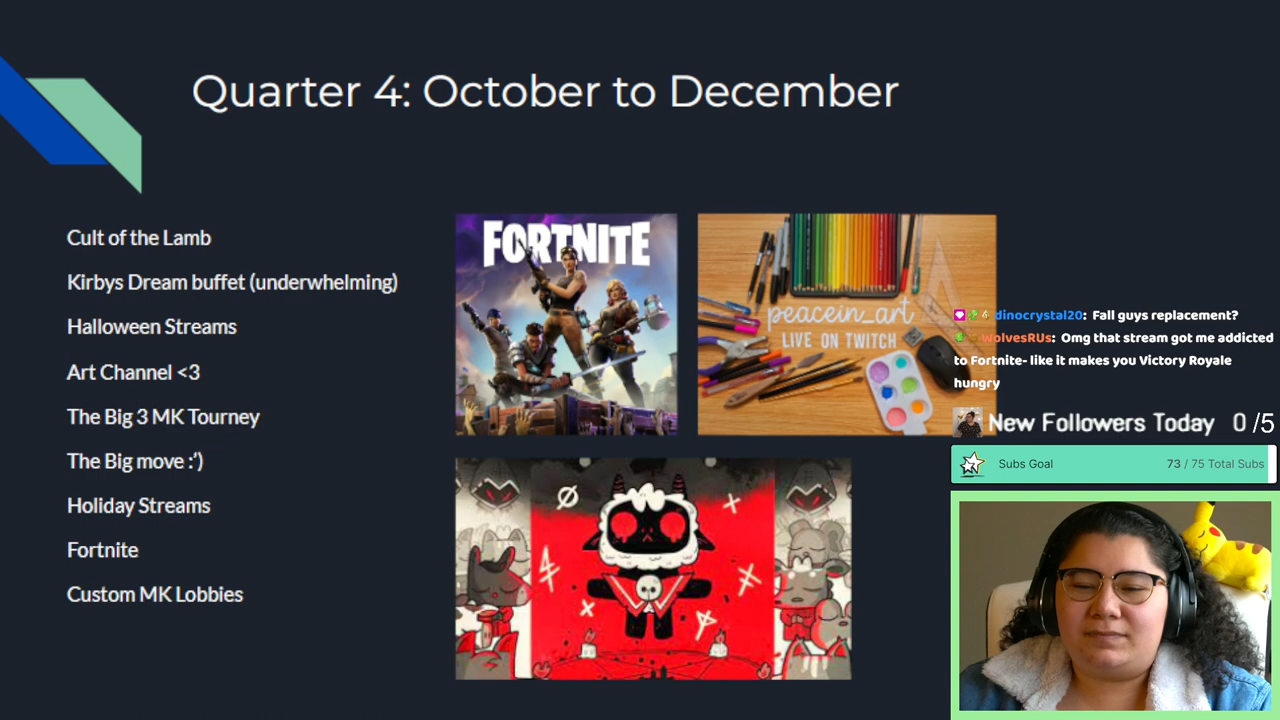 Quarter 4: October to December
Cult of the Lamb
Kirbys Dream buffet (underwhelming)
Halloween Streams
Art Channel <3
The Big 3 MK Tourney
The Big move :')
Holiday Streams
Fortnite
Custom MK Lobbies
FORTNITE
peacein_art
LIVE ON TWITCH
dinocrystal20: Fall guys replacement?
WolvesRUs: Omg that stream got me addicted
to Fortnite- like it makes you Victory Royale
hungry
New Followers Today 0 /5
Subs Goal 73 / 75 Total Subs